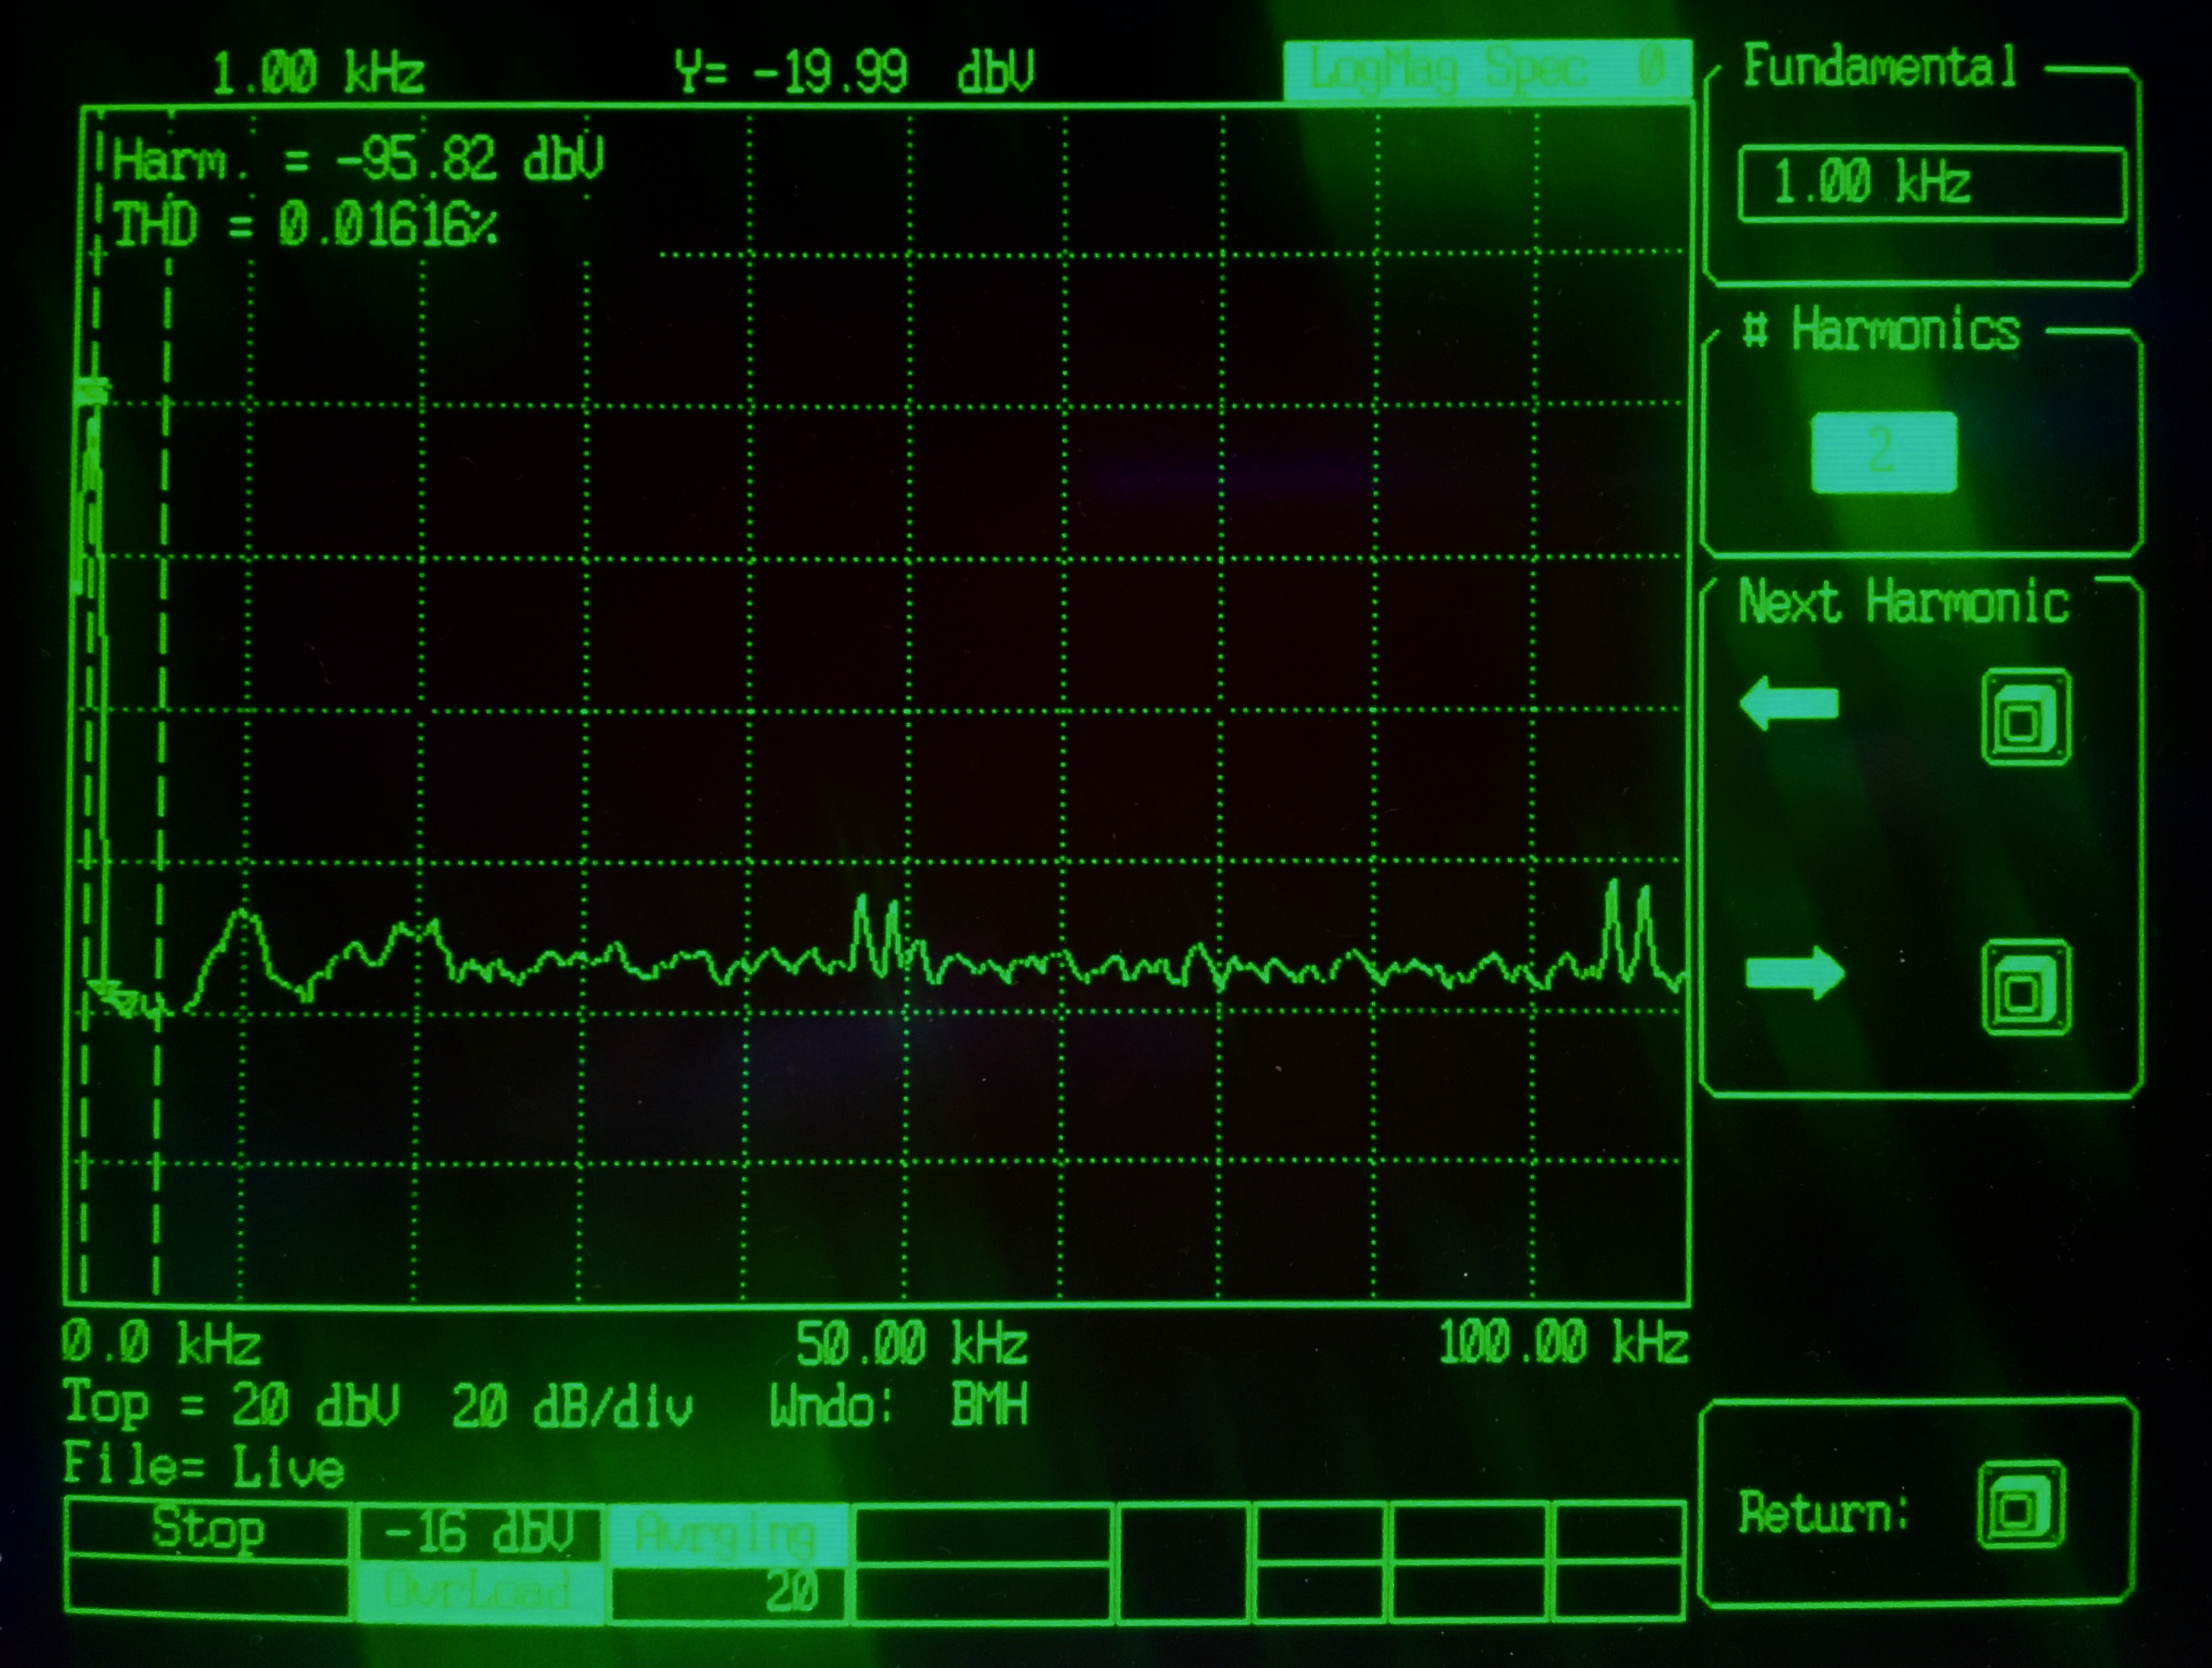 1.00 kHz Y= -19.99 dbV LogMag Spec 0
Harm. = -95.82 dbV
THD = 0.01616%
0.0 kHz 50.00 kHz 100.00 kHz
Top = 20 dbV 20 dB/div Wndo: BMH
File= Live
Stop -16 dbV Avrging
OvrLoad 20
Fundamental
1.00 kHz
# Harmonics
2
Next Harmonic
Return: